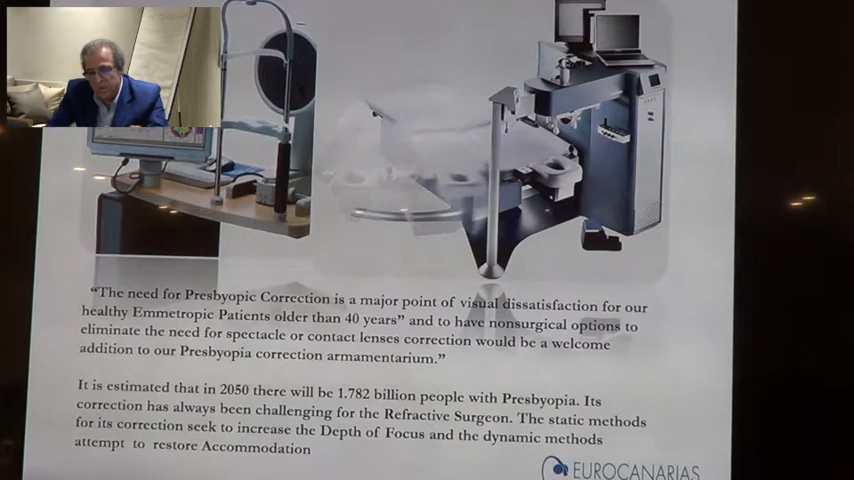 “The need for Presbyopic Correction is a major point of visual dissatisfaction for our
healthy Emmetropic Patients older than 40 years” and to have nonsurgical options to
eliminate the need for spectacle or contact lenses correction would be a welcome
addition to our Presbyopia correction armamentarium.”
It is estimated that in 2050 there will be 1.782 billion people with Presbyopia. Its
correction has always been challenging for the Refractive Surgeon. The static methods
for its correction seek to increase the Depth of Focus and the dynamic methods
attempt to restore Accommodation
EUROCANARIAS